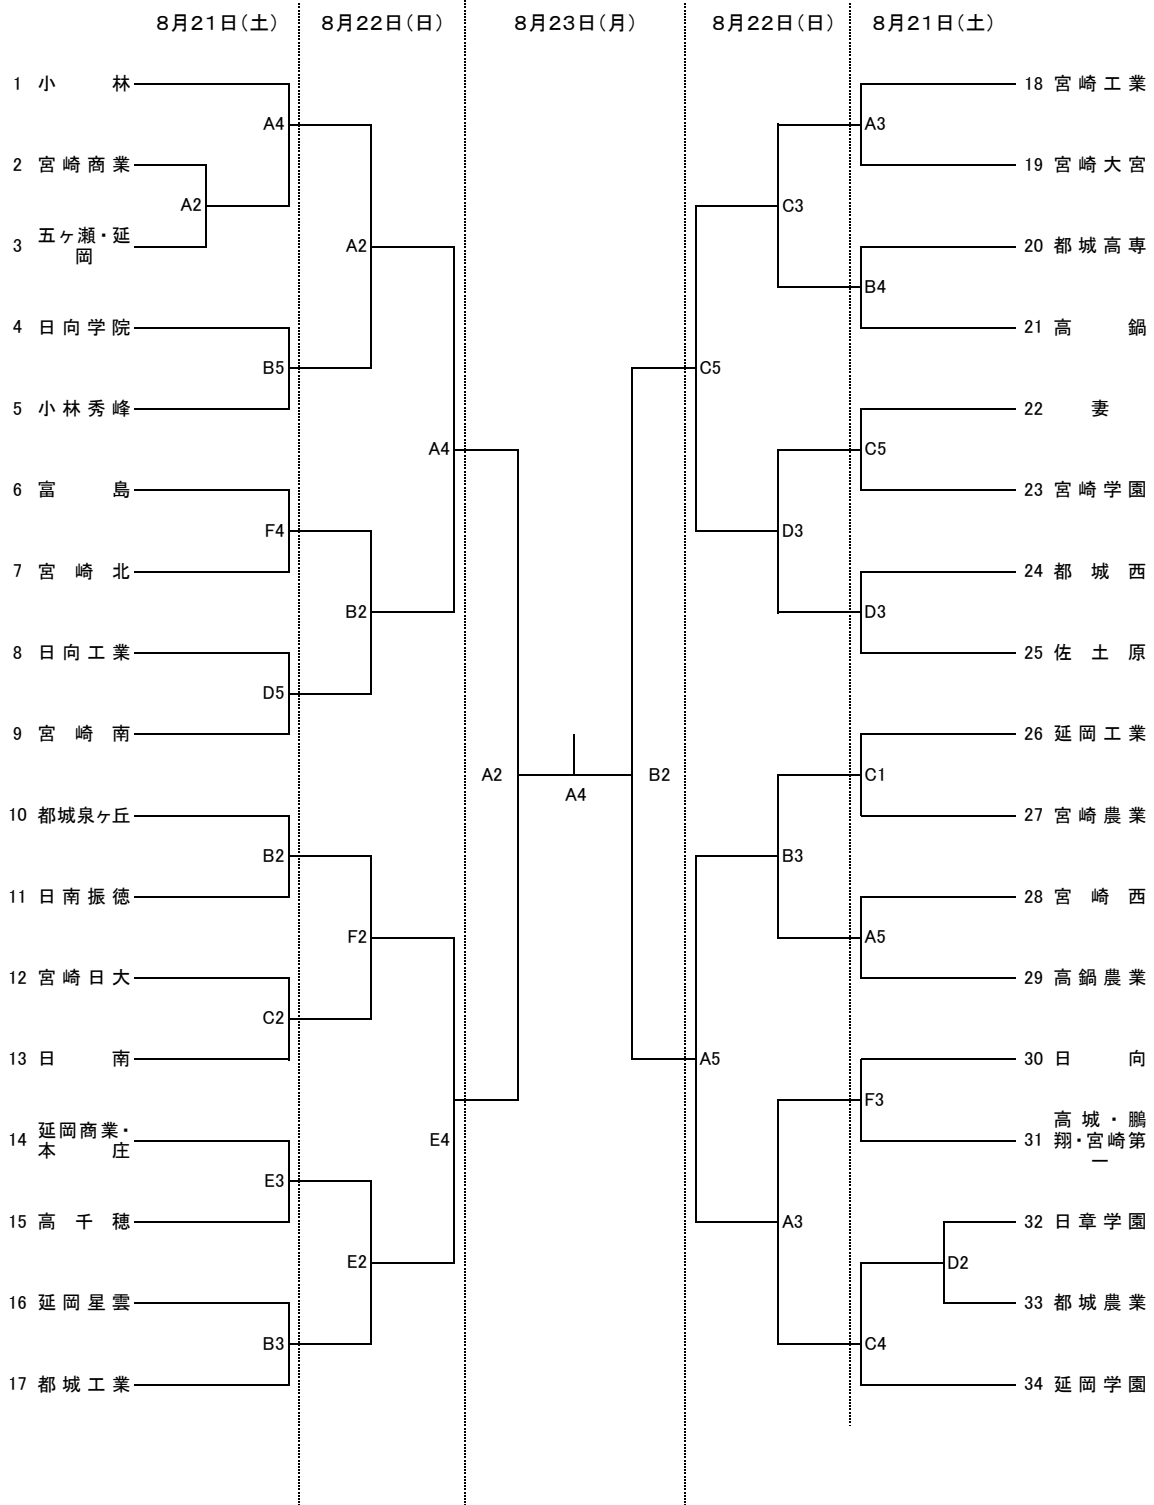 8月21日(土) 8月22日(日) 8月23日(月) 8月22日(日) 8月21日(土)
1 小林
A4
2 宮崎商業
A2
3 五ヶ瀬・延
岡
A2
4 日向学院
B5
5 小林秀峰
A4
6 富島
F4
7 宮崎北
B2
8 日向工業
D5
9 宮崎南
A2
10 都城泉ヶ丘
B2
11 日南振徳
F2
12 宮崎日大
C2
13 日南
E4
14 延岡商業・
本庄
E3
15 高千穂
E2
16 延岡星雲
B3
17 都城工業
A4
B2
18 宮崎工業
A3
19 宮崎大宮
C3
20 都城高専
B4
21 高鍋
C5
22 妻
C5
23 宮崎学園
D3
24 都城西
D3
25 佐土原
26 延岡工業
C1
27 宮崎農業
B3
28 宮崎西
A5
29 高鍋農業
A5
30 日向
F3
31 高城・鵬
翔・宮崎第
一
A3
32 日章学園
D2
33 都城農業
C4
34 延岡学園